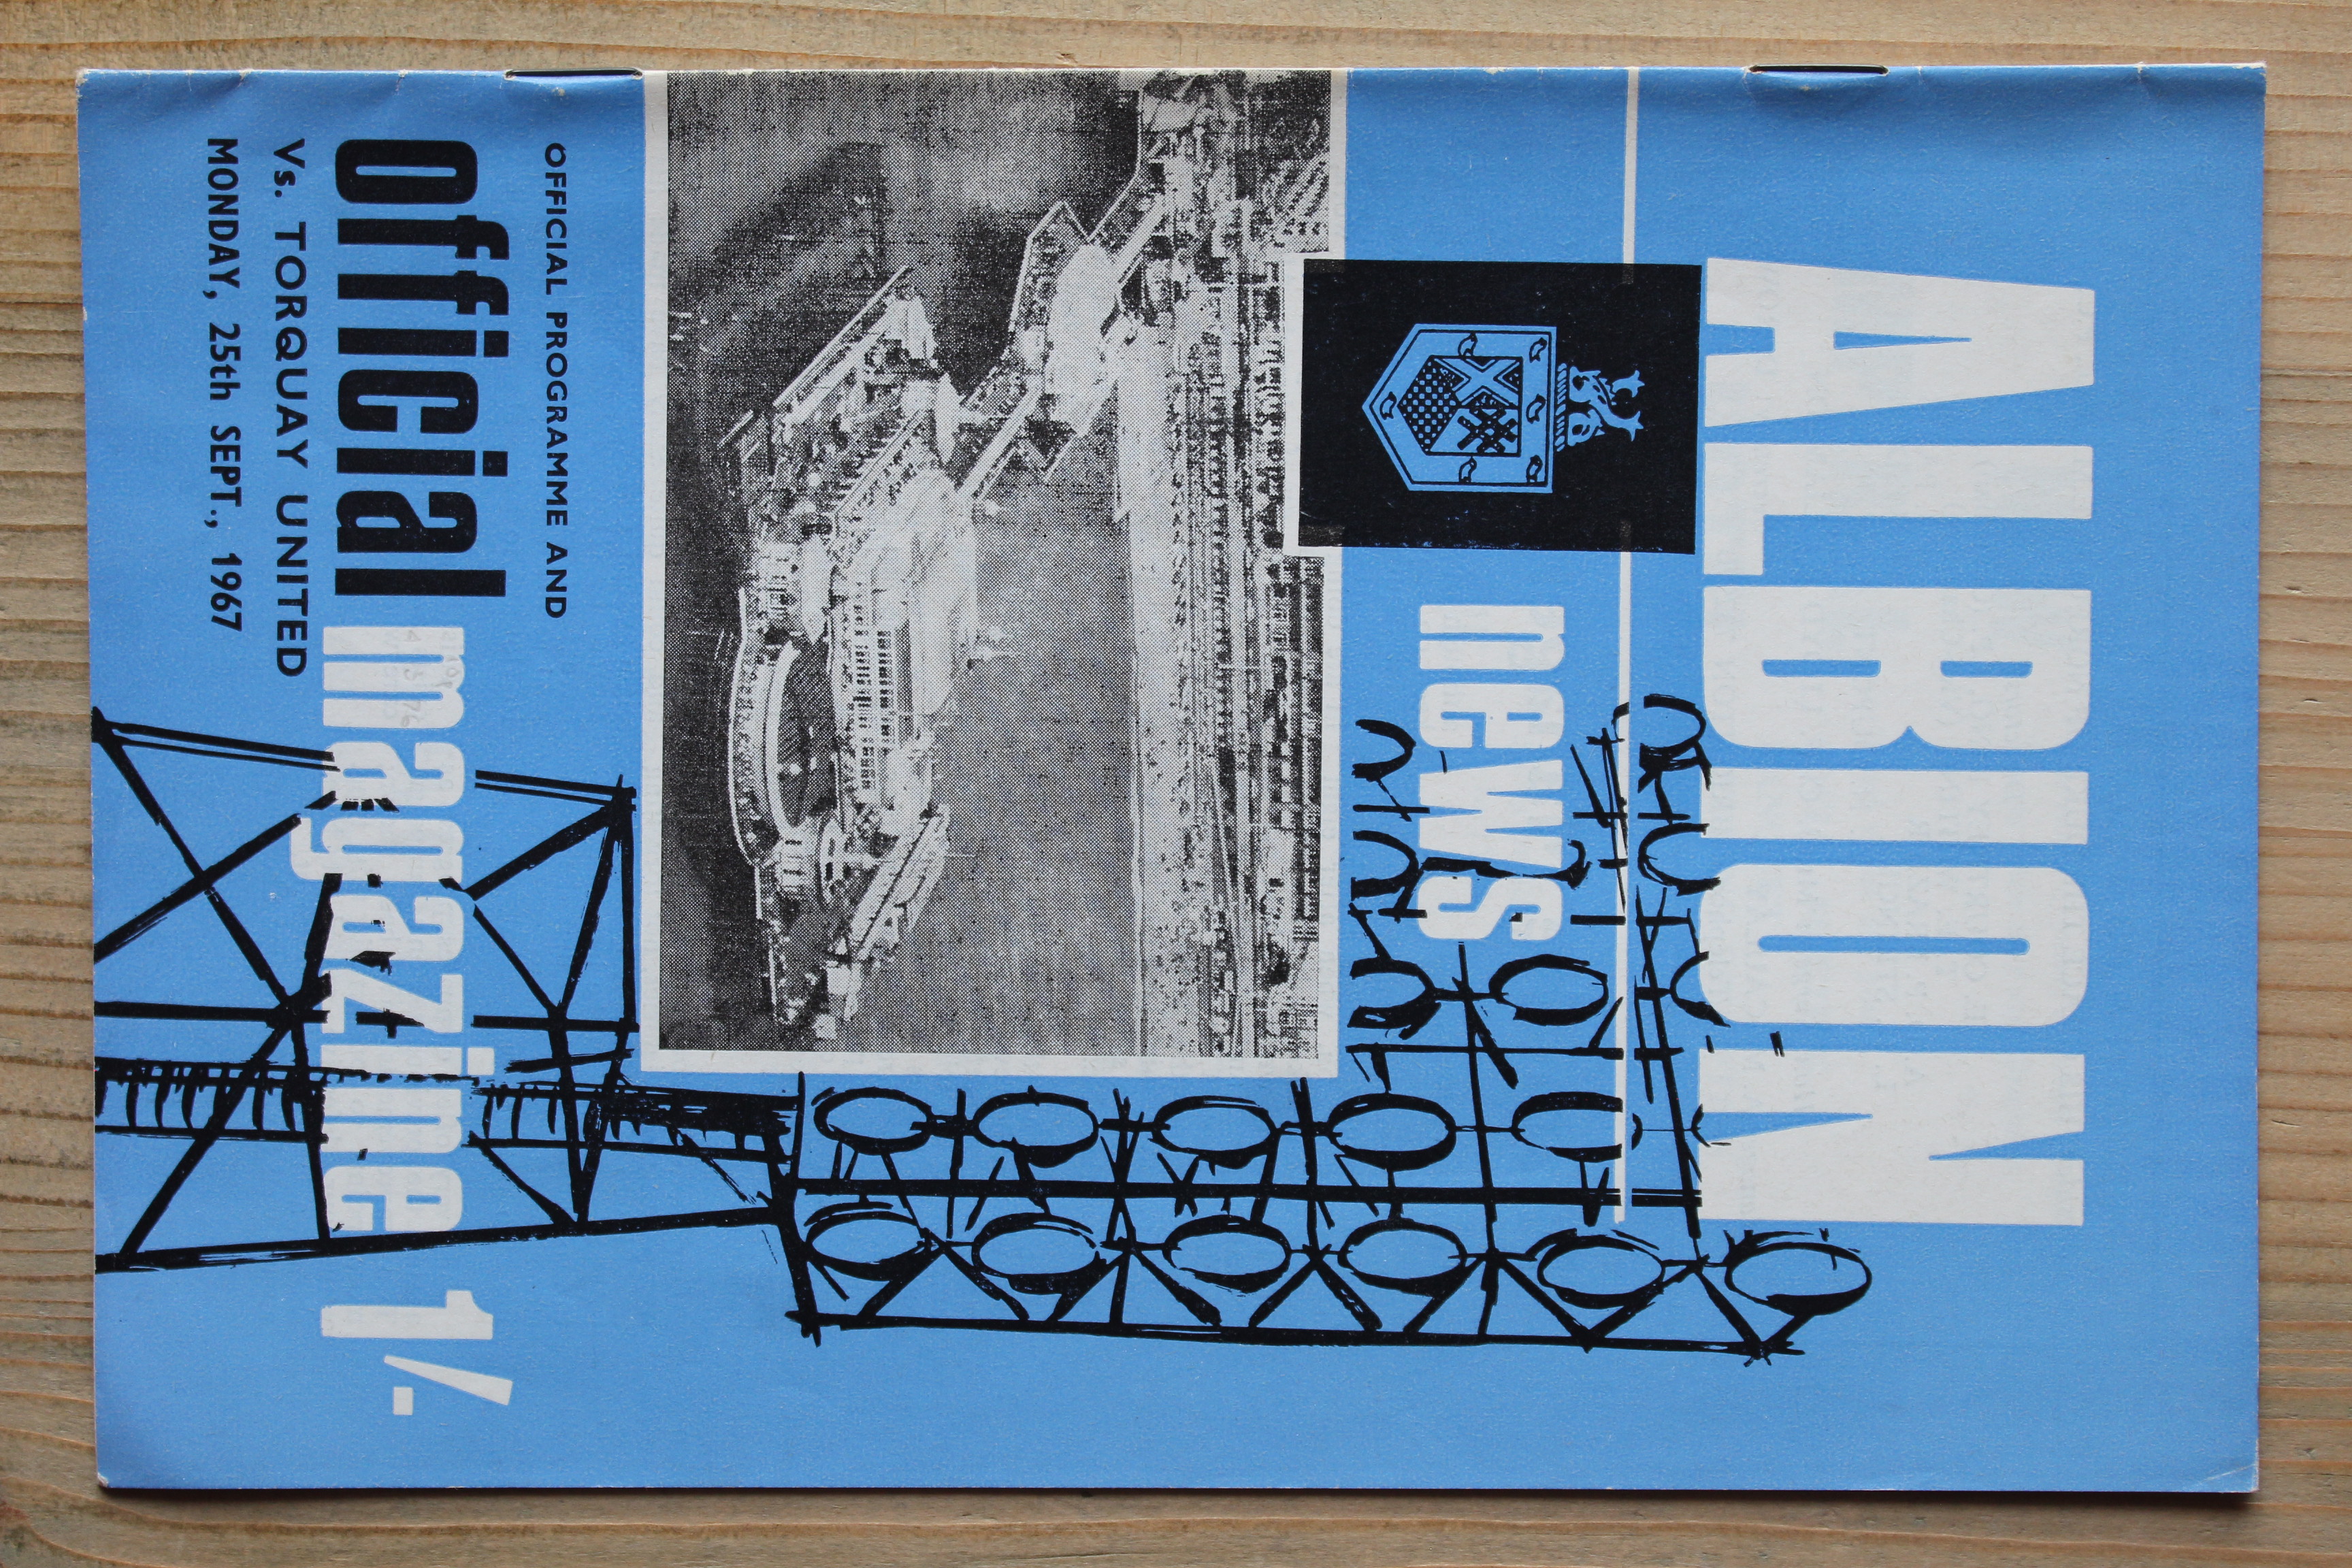 ALBION
news
OFFICIAL PROGRAMME AND
official magazine 1/-
Vs. TORQUAY UNITED
MONDAY, 25th SEPT., 1967